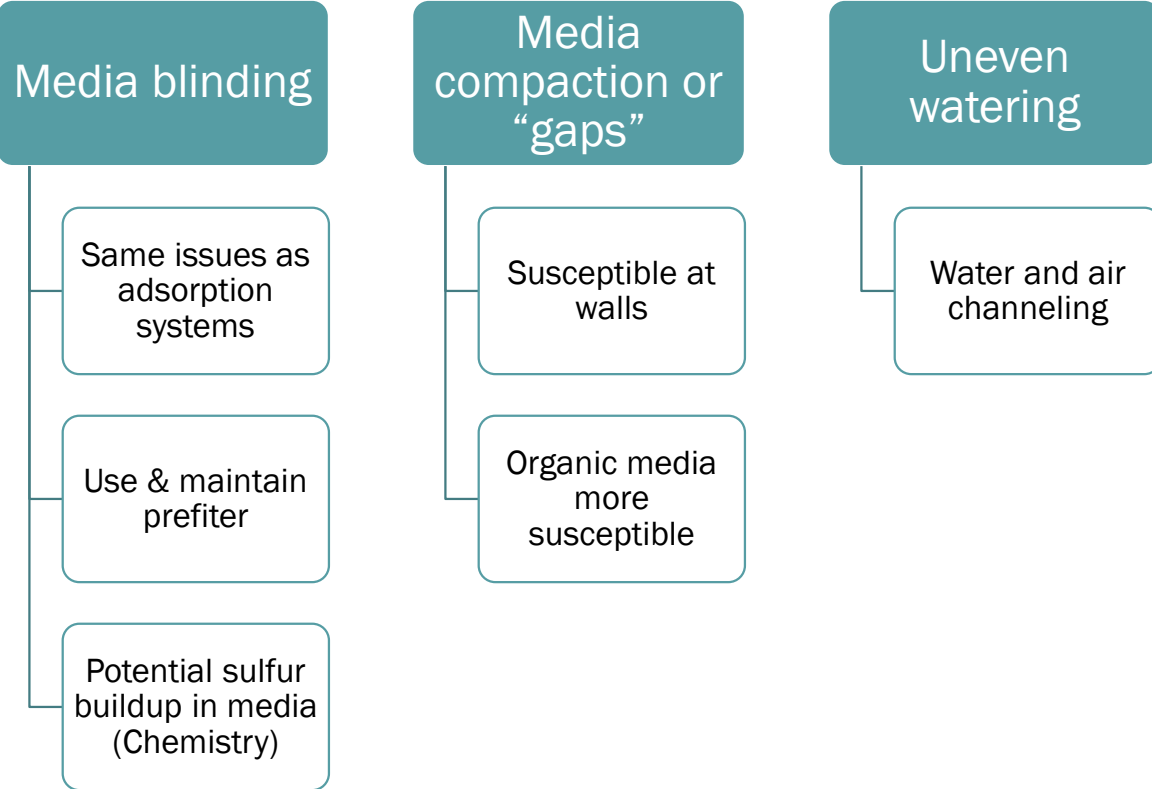 Media blinding
Same issues as
adsorption
systems
Use & maintain
prefiter
Potential sulfur
buildup in media
(Chemistry)
Media
compaction or
“gaps”
Susceptible at
walls
Organic media
more
susceptible
Uneven
watering
Water and air
channeling